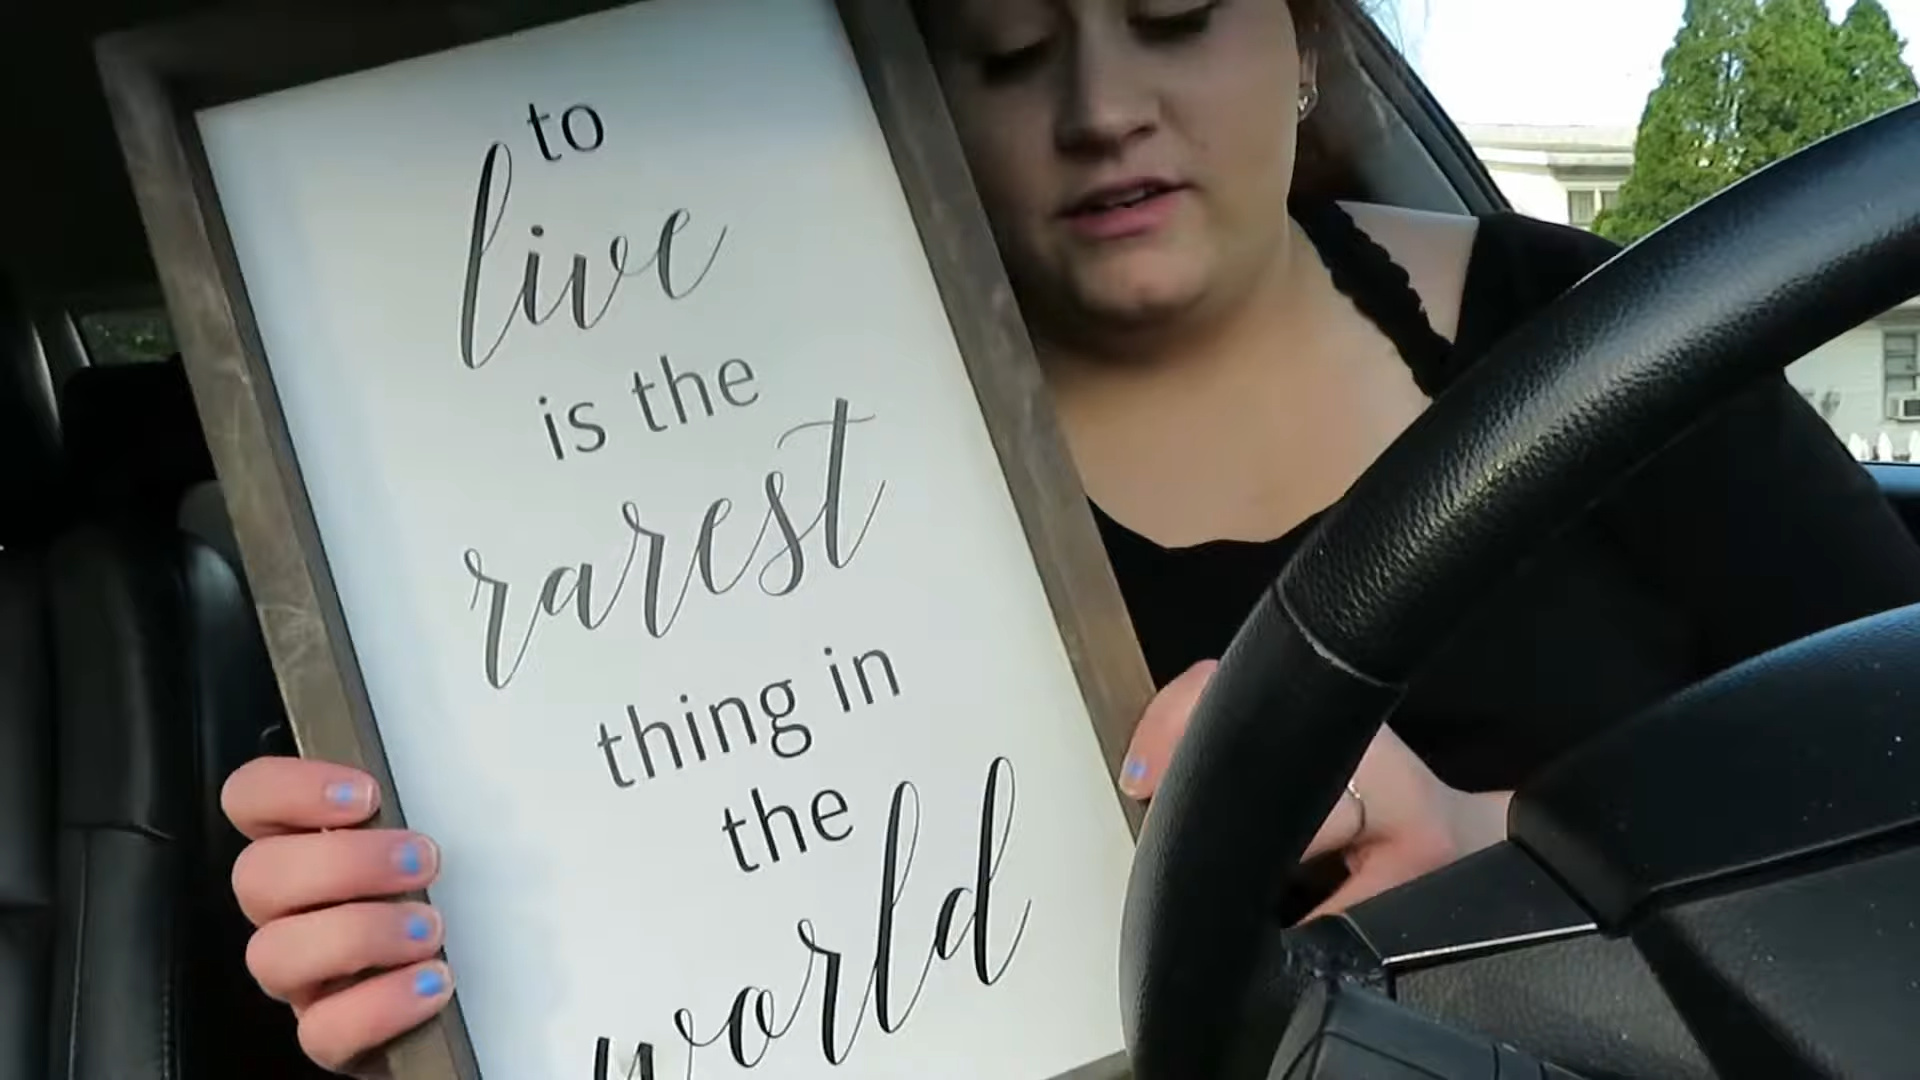 to
live
is the
rarest
thing in
the
world